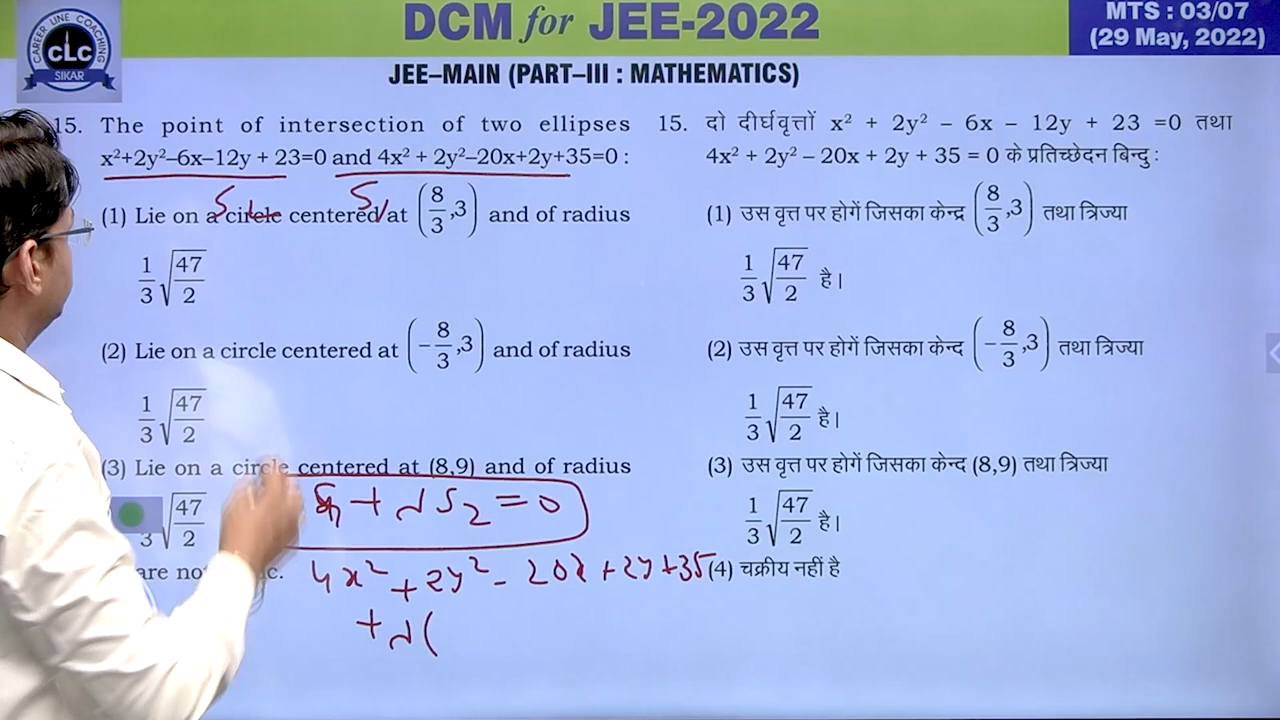 DCM for JEE-2022
MTS : 03/07
(29 May, 2022)
CAREER LINE COACHING
CLC
SIKAR
JEE–MAIN (PART–III : MATHEMATICS)
15. The point of intersection of two ellipses
x²+2y²–6x–12y + 23=0 and 4x² + 2y²–20x+2y+35=0 :
(1) Lie on a circle centered at (8/3, 3) and of radius
1/3 √(47/2)
(2) Lie on a circle centered at (–8/3, 3) and of radius
1/3 √(47/2)
(3) Lie on a circle centered at (8,9) and of radius
3 √(47/2)
are not c.
S₁ + λS₂ = 0
4x² + 2y² - 20x + 2y + 35
+ λ(
15. दो दीर्घवृत्तों x² + 2y² – 6x – 12y + 23 =0 तथा
4x² + 2y² – 20x + 2y + 35 = 0 के प्रतिच्छेदन बिन्दु :
(1) उस वृत्त पर होगें जिसका केन्द्र (8/3, 3) तथा त्रिज्या
1/3 √(47/2) है।
(2) उस वृत्त पर होगें जिसका केन्द (–8/3, 3) तथा त्रिज्या
1/3 √(47/2) है।
(3) उस वृत्त पर होगें जिसका केन्द (8,9) तथा त्रिज्या
1/3 √(47/2) है।
(4) चक्रीय नहीं है